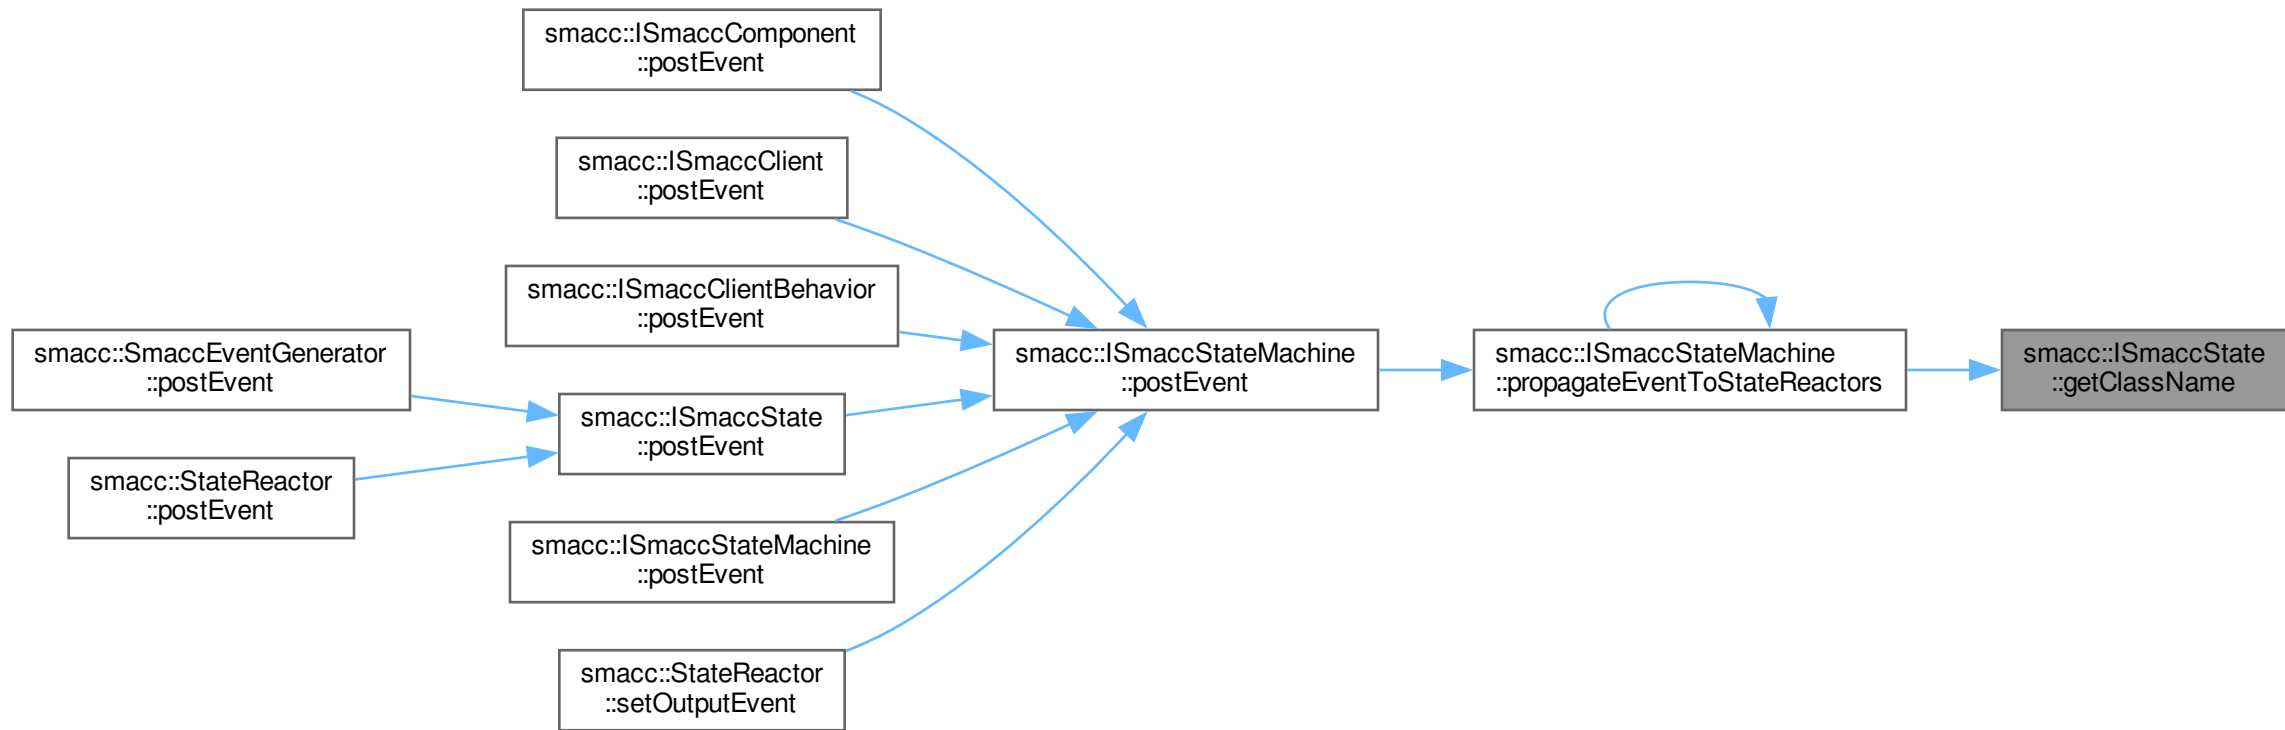 smacc::ISmaccComponent
::postEvent
smacc::ISmaccClient
::postEvent
smacc::ISmaccClientBehavior
::postEvent
smacc::SmaccEventGenerator
::postEvent
smacc::StateReactor
::postEvent
smacc::ISmaccState
::postEvent
smacc::ISmaccStateMachine
::postEvent
smacc::StateReactor
::setOutputEvent
smacc::ISmaccStateMachine
::postEvent
smacc::ISmaccStateMachine
::propagateEventToStateReactors
smacc::ISmaccState
::getClassName